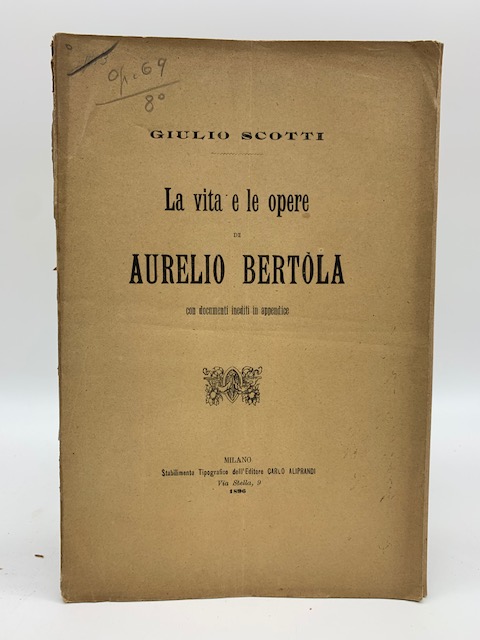 Op. 69
8º
GIULIO SCOTTI
La vita e le opere
DI
AURELIO BERTÒLA
con documenti inediti in appendice
MILANO
Stabilimento Tipografico dell'Editore CARLO ALIPRANDI
Via Stella, 9
1896